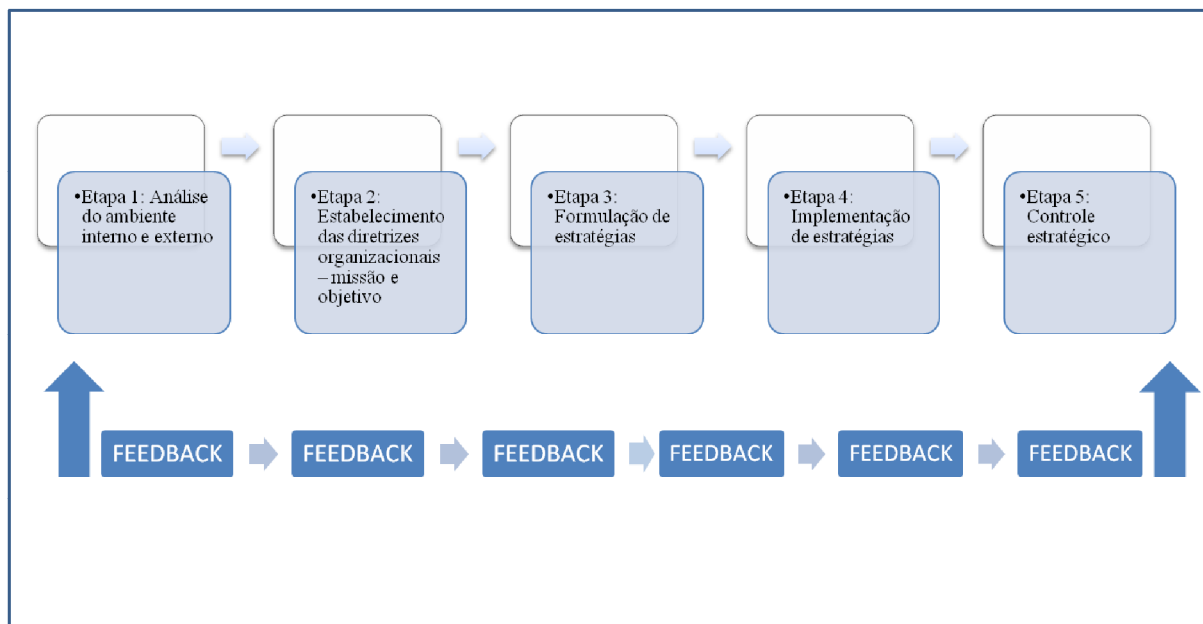 •Etapa 1: Análise
do ambiente
interno e externo
•Etapa 2:
Estabelecimento
das diretrizes
organizacionais
– missão e
objetivo
•Etapa 3:
Formulação de
estratégias
•Etapa 4:
Implementação
de estratégias
•Etapa 5:
Controle
estratégico
FEEDBACK
FEEDBACK
FEEDBACK
FEEDBACK
FEEDBACK
FEEDBACK